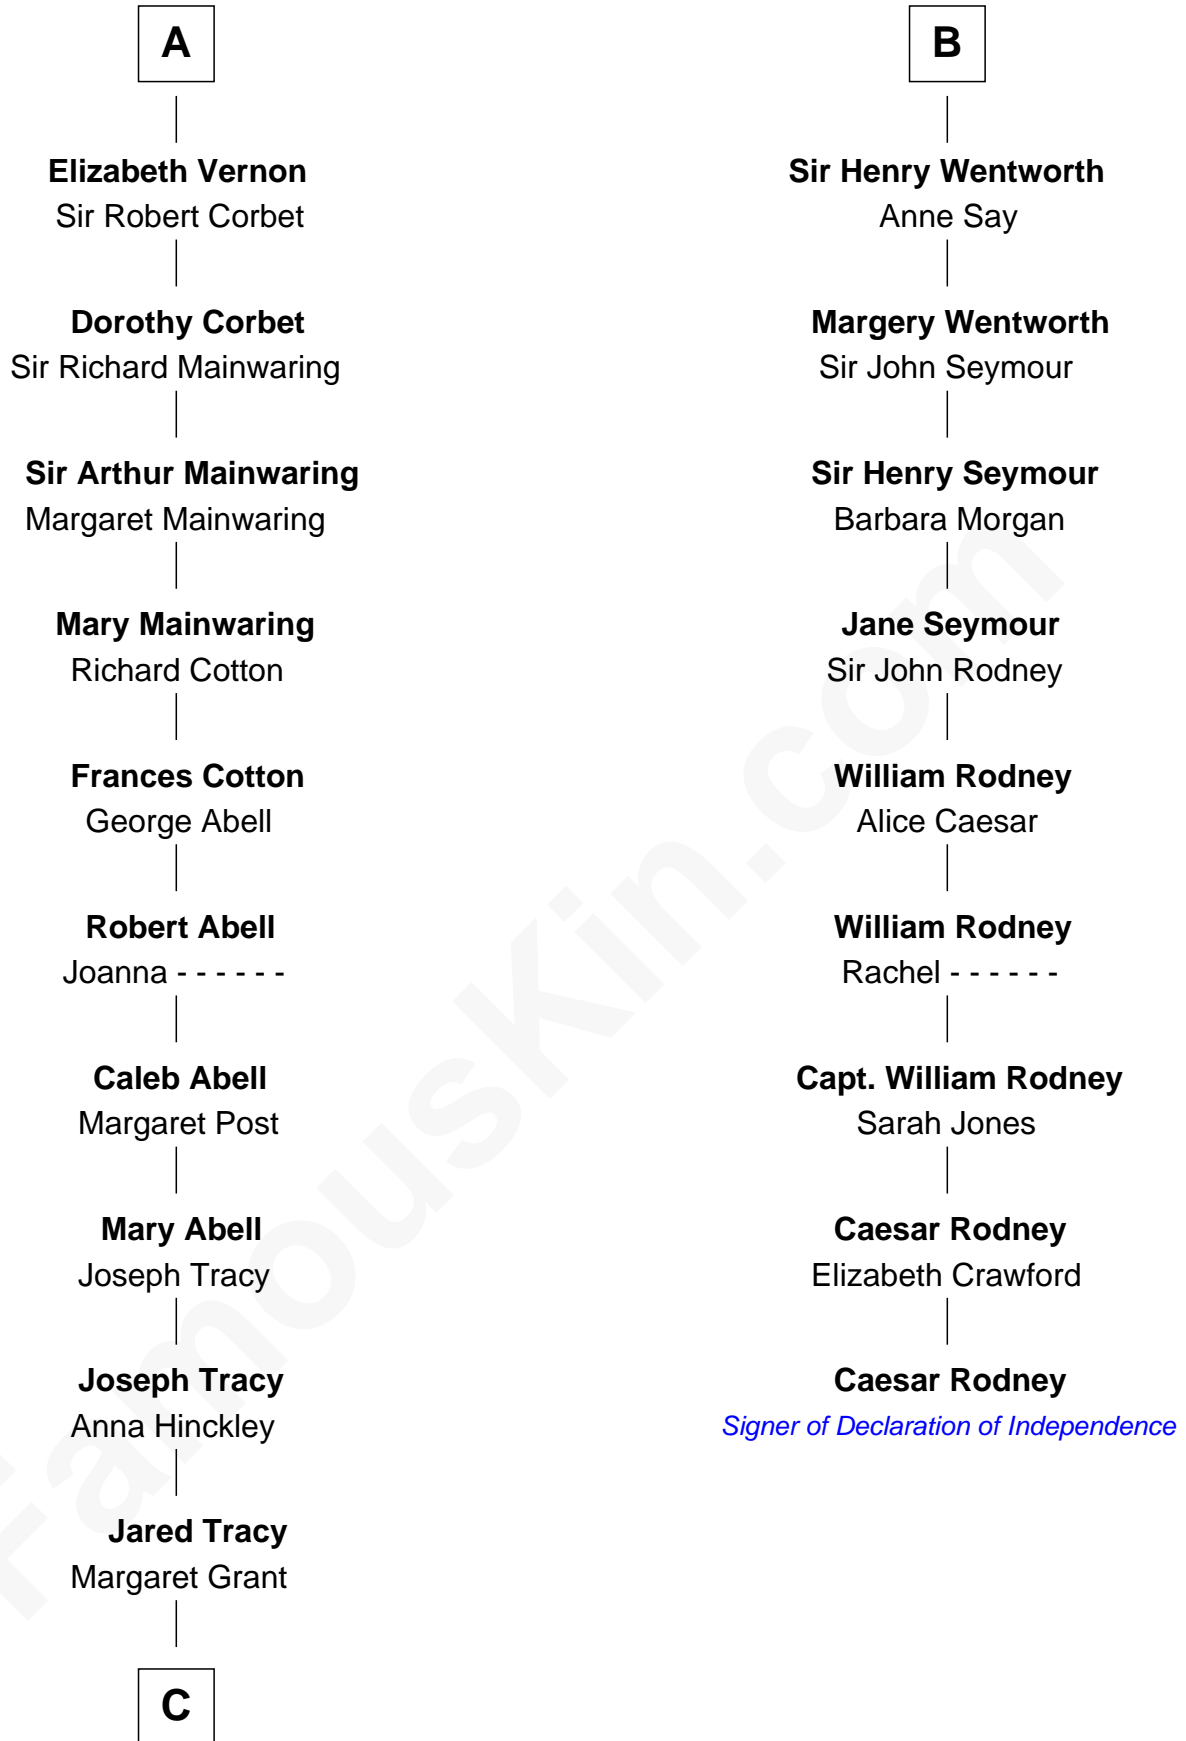 A
Elizabeth Vernon
Sir Robert Corbet
Dorothy Corbet
Sir Richard Mainwaring
Sir Arthur Mainwaring
Margaret Mainwaring
Mary Mainwaring
Richard Cotton
Frances Cotton
George Abell
Robert Abell
Joanna - - - - - -
Caleb Abell
Margaret Post
Mary Abell
Joseph Tracy
Joseph Tracy
Anna Hinckley
Jared Tracy
Margaret Grant
C
B
Sir Henry Wentworth
Anne Say
Margery Wentworth
Sir John Seymour
Sir Henry Seymour
Barbara Morgan
Jane Seymour
Sir John Rodney
William Rodney
Alice Caesar
William Rodney
Rachel - - - - - -
Capt. William Rodney
Sarah Jones
Caesar Rodney
Elizabeth Crawford
Caesar Rodney
Signer of Declaration of Independence
FamousKin.com